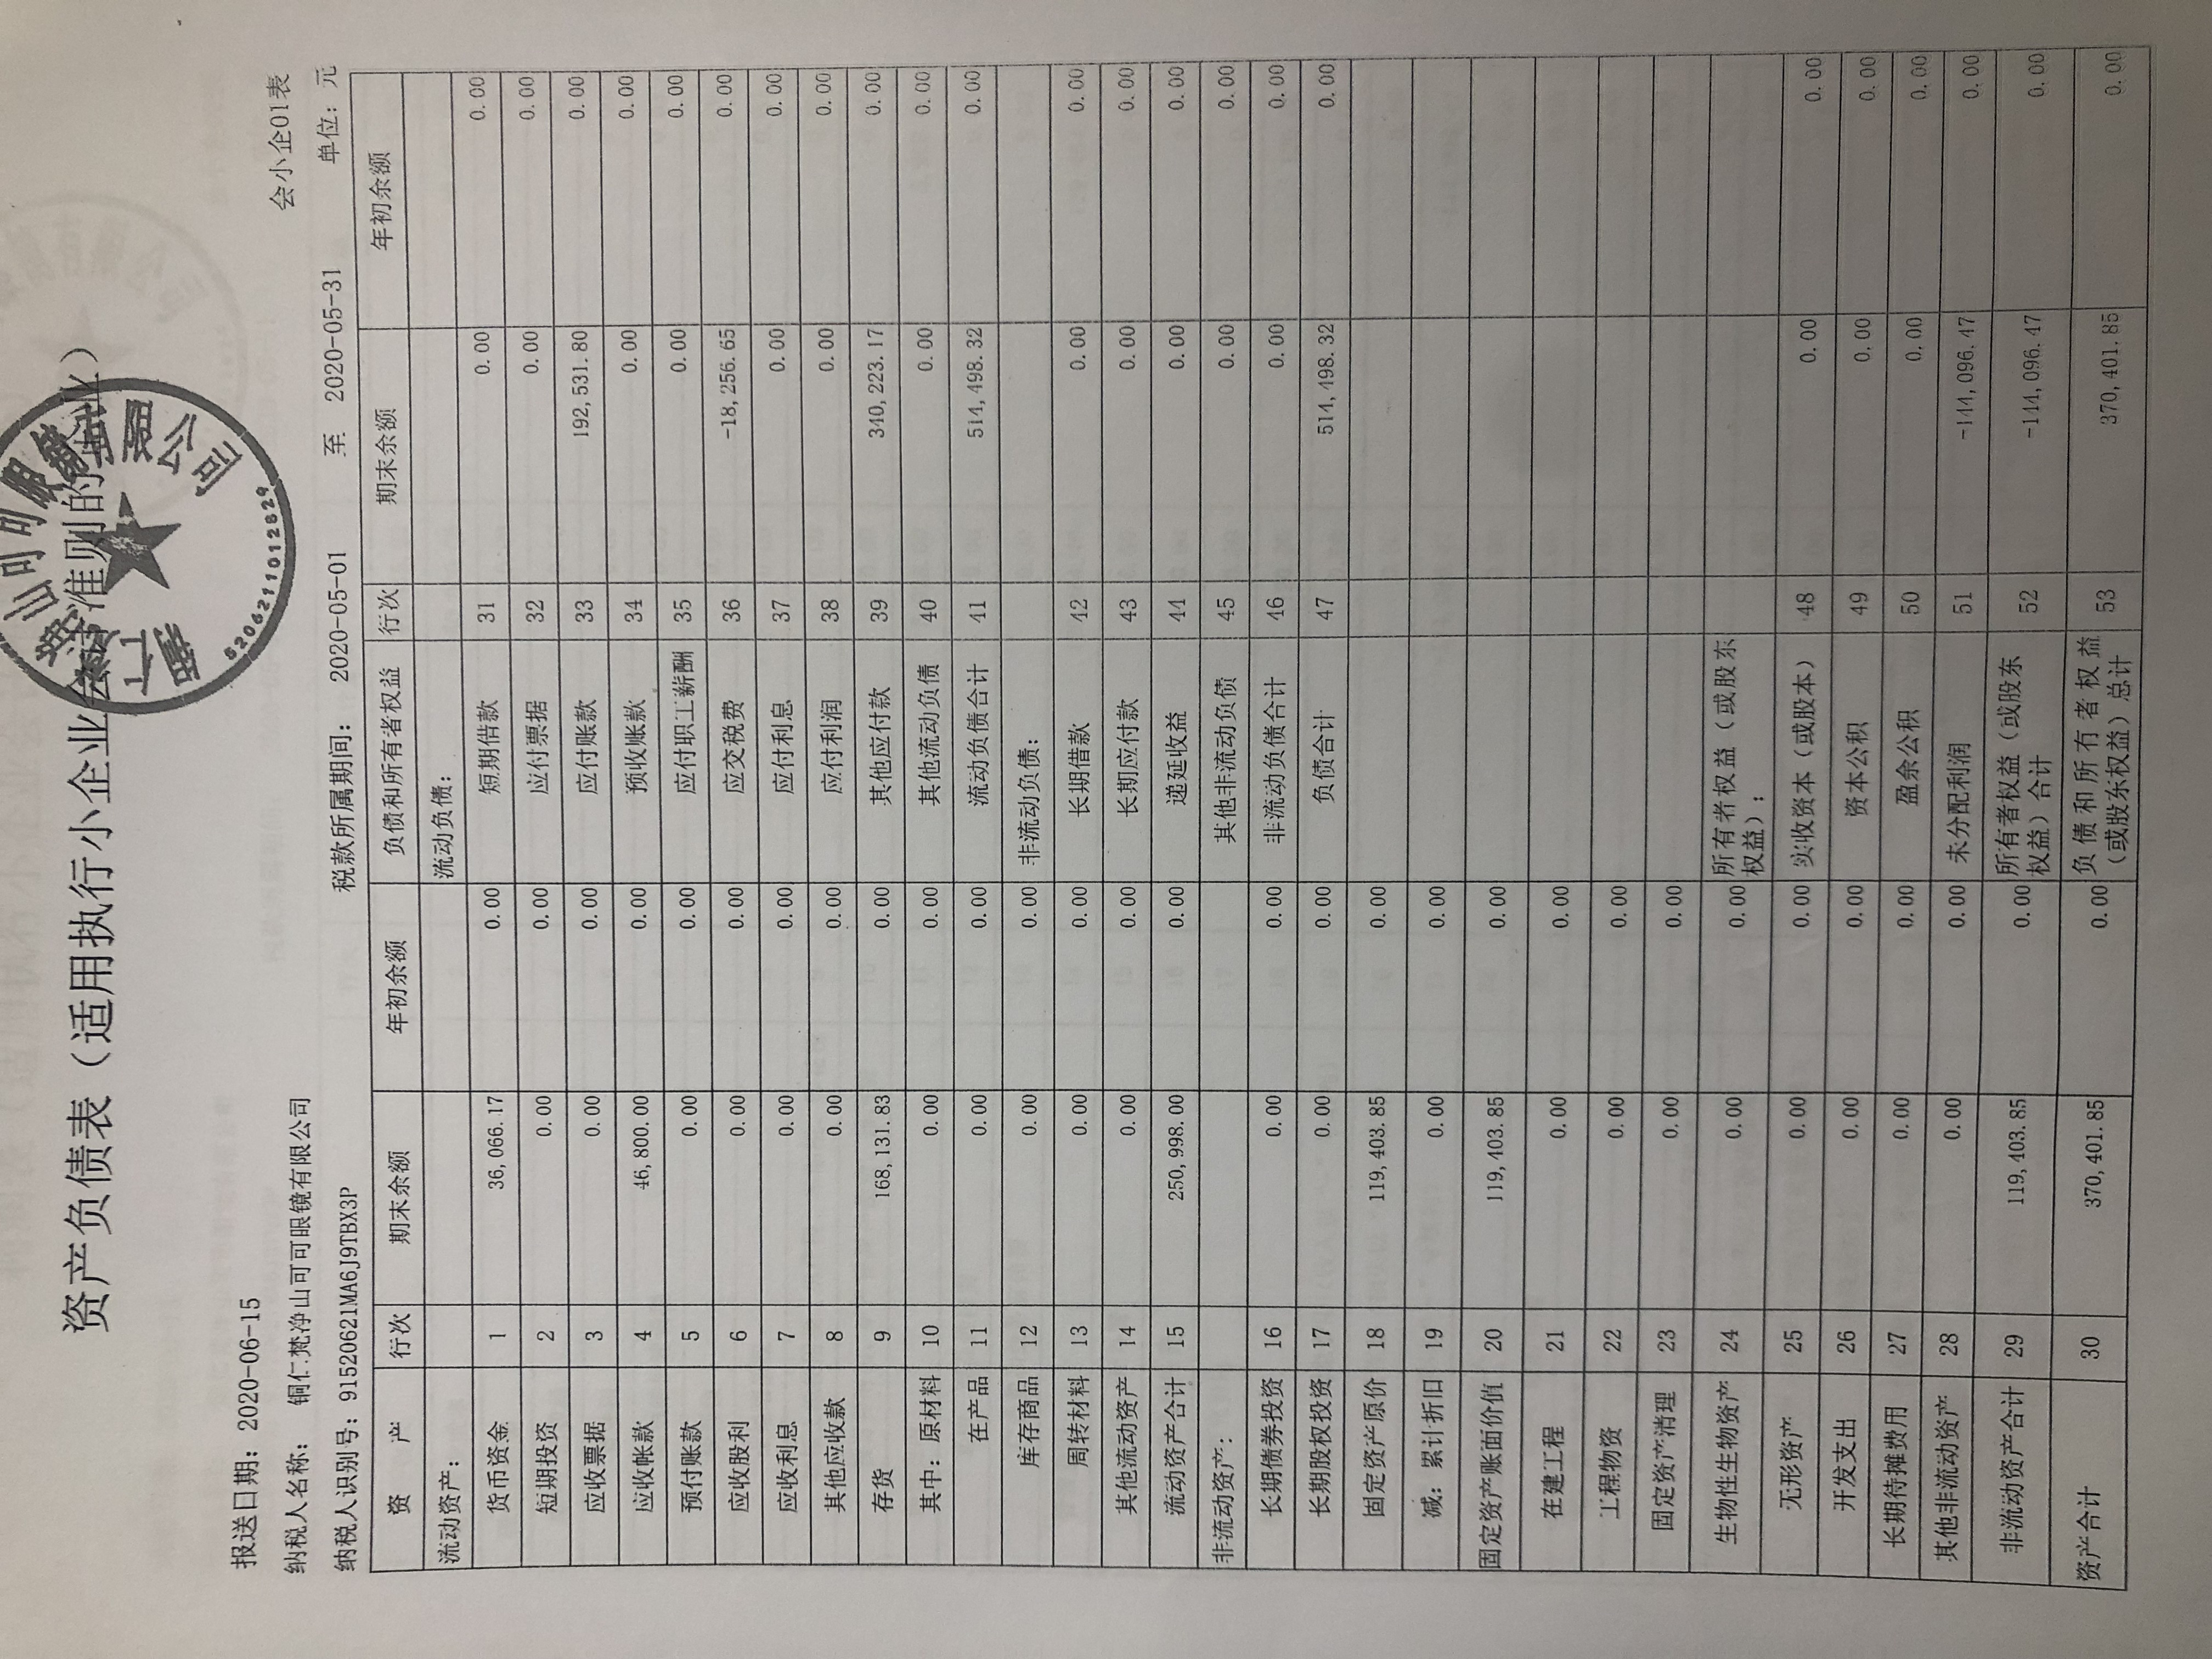 资产负债表（适用执行小企业会计准则的企业）
铜仁梵净山可可眼镜有限公司
5206211012829
报送日期：2020-06-15
会小企01表
纳税人名称： 铜仁梵净山可可眼镜有限公司
纳税人识别号：91520621MA6J9TBX3P 税款所属期间： 2020-05-01 至 2020-05-31 单位：元
资 产 行次 期末余额 年初余额 负债和所有者权益 行次 期末余额 年初余额
流动资产： 流动负债：
货币资金 1 36,066.17 0.00 短期借款 31 0.00 0.00
短期投资 2 0.00 0.00 应付票据 32 0.00 0.00
应收票据 3 0.00 0.00 应付账款 33 192,531.80 0.00
应收帐款 4 46,800.00 0.00 预收账款 34 0.00 0.00
预付账款 5 0.00 0.00 应付职工薪酬 35 0.00 0.00
应收股利 6 0.00 0.00 应交税费 36 -18,256.65 0.00
应收利息 7 0.00 0.00 应付利息 37 0.00 0.00
其他应收款 8 0.00 0.00 应付利润 38 0.00 0.00
存货 9 168,131.83 0.00 其他应付款 39 340,223.17 0.00
其中：原材料 10 0.00 0.00 其他流动负债 40 0.00 0.00
在产品 11 0.00 0.00 流动负债合计 41 514,498.32 0.00
库存商品 12 0.00 0.00 非流动负债：
周转材料 13 0.00 0.00 长期借款 42 0.00 0.00
其他流动资产 14 0.00 0.00 长期应付款 43 0.00 0.00
流动资产合计 15 250,998.00 0.00 递延收益 44 0.00 0.00
非流动资产： 其他非流动负债 45 0.00 0.00
长期债券投资 16 0.00 0.00 非流动负债合计 46 0.00 0.00
长期股权投资 17 0.00 0.00 负债合计 47 514,498.32 0.00
固定资产原价 18 119,403.85 0.00
减：累计折旧 19 0.00 0.00
固定资产账面价值 20 119,403.85 0.00
在建工程 21 0.00 0.00
工程物资 22 0.00 0.00
固定资产清理 23 0.00 0.00
生物性生物资产 24 0.00 0.00 所有者权益（或股东
权益）：
无形资产 25 0.00 0.00 实收资本（或股本） 48 0.00 0.00
开发支出 26 0.00 0.00 资本公积 49 0.00 0.00
长期待摊费用 27 0.00 0.00 盈余公积 50 0.00 0.00
其他非流动资产 28 0.00 0.00 未分配利润 51 -144,096.47 0.00
非流动资产合计 29 119,403.85 0.00 所有者权益（或股东
权益）合计 52 -144,096.47 0.00
资产合计 30 370,401.85 0.00 负债和所有者权益
（或股东权益）总计 53 370,401.85 0.00